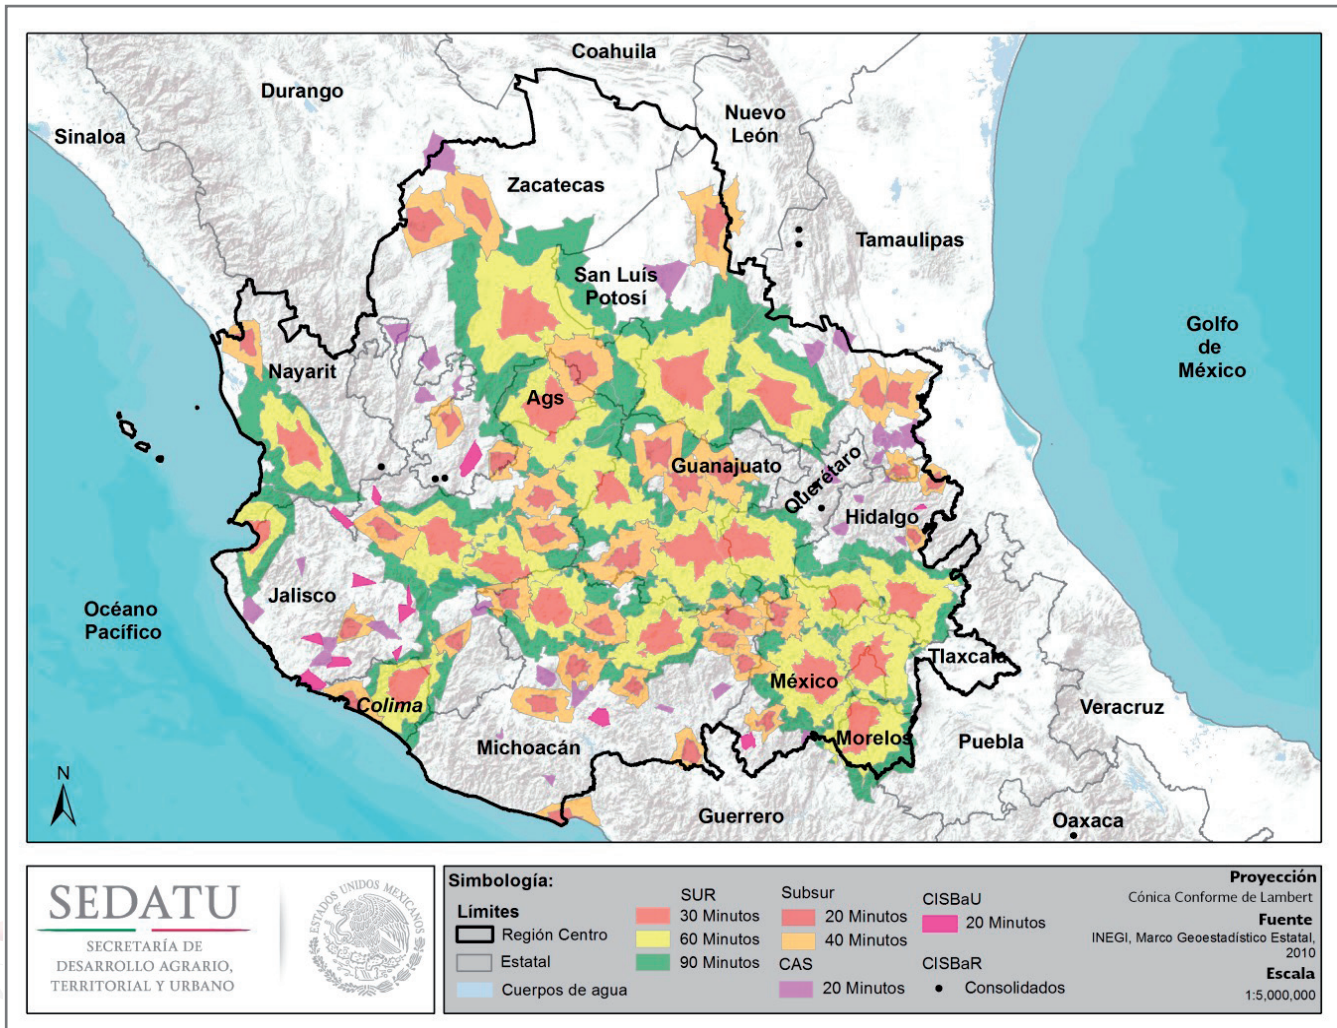 Coahuila
Durango
Nuevo
León
Sinaloa
Zacatecas
Tamaulipas
San Luís
Potosí
Golfo
de
México
Nayarit
Ags
Guanajuato
Querétaro
Hidalgo
Jalisco
Océano
Pacífico
Tlaxcala
México
Colima
Veracruz
Morelos
Puebla
Michoacán
N
Guerrero
Oaxaca
SEDATU
SECRETARÍA DE
DESARROLLO AGRARIO,
TERRITORIAL Y URBANO
ESTADOS UNIDOS MEXICANOS
Simbología:
Límites
Región Centro
Estatal
Cuerpos de agua
SUR
30 Minutos
60 Minutos
90 Minutos
Subsur
20 Minutos
40 Minutos
CAS
20 Minutos
CISBaU
20 Minutos
CISBaR
Consolidados
Proyección
Cónica Conforme de Lambert
Fuente
INEGI, Marco Geoestadístico Estatal,
2010
Escala
1:5,000,000